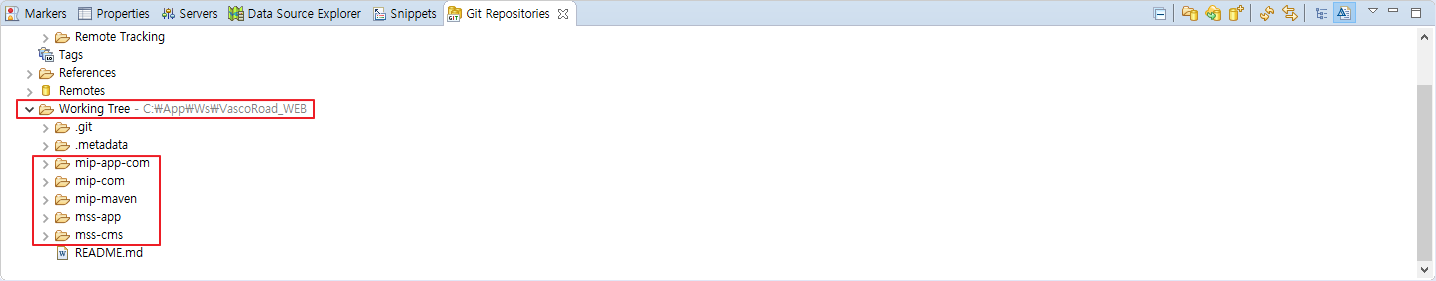 Markers Properties Servers Data Source Explorer Snippets Git Repositories
Remote Tracking
Tags
References
Remotes
Working Tree - C:₩App₩Ws₩VascoRoad_WEB
.git
.metadata
mip-app-com
mip-com
mip-maven
mss-app
mss-cms
README.md